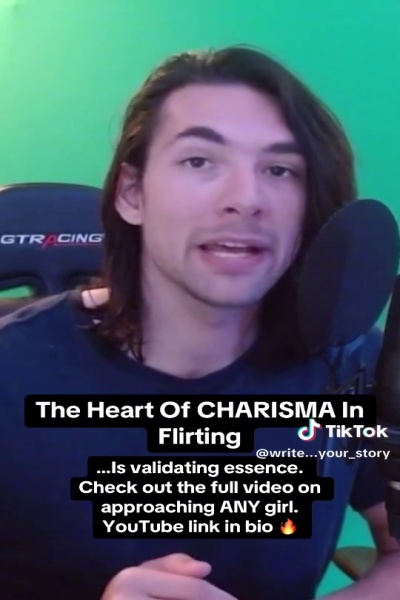 GTRACING
The Heart Of CHARISMA In
Flirting
TikTok
@write...your_story
...Is validating essence.
Check out the full video on
approaching ANY girl.
YouTube link in bio 🔥